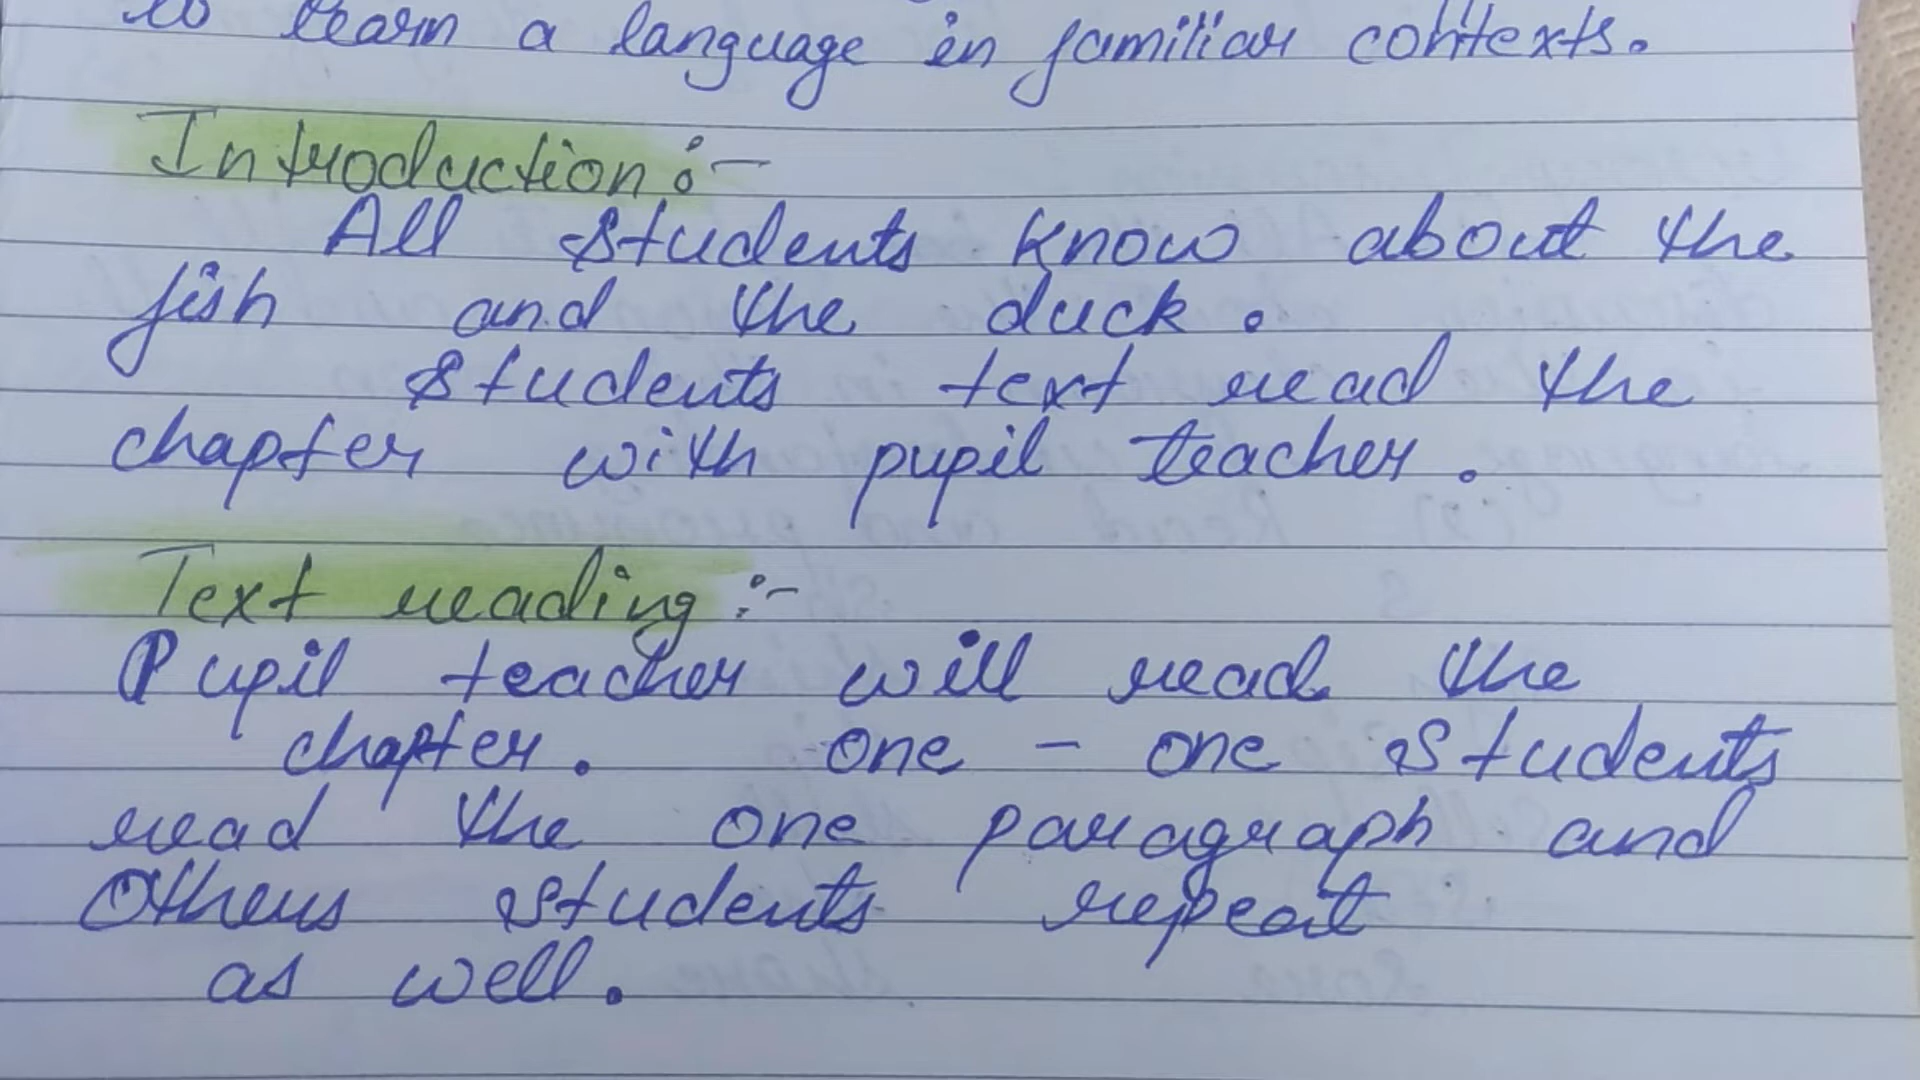 to learn a language in familiar contexts.
Introduction :-
All students know about the
fish and the duck.
Students text read the
chapter with pupil teacher.
Text reading :-
Pupil teacher will read the
chapter. one - one students
read the one paragraph and
Others students repeat
as well.